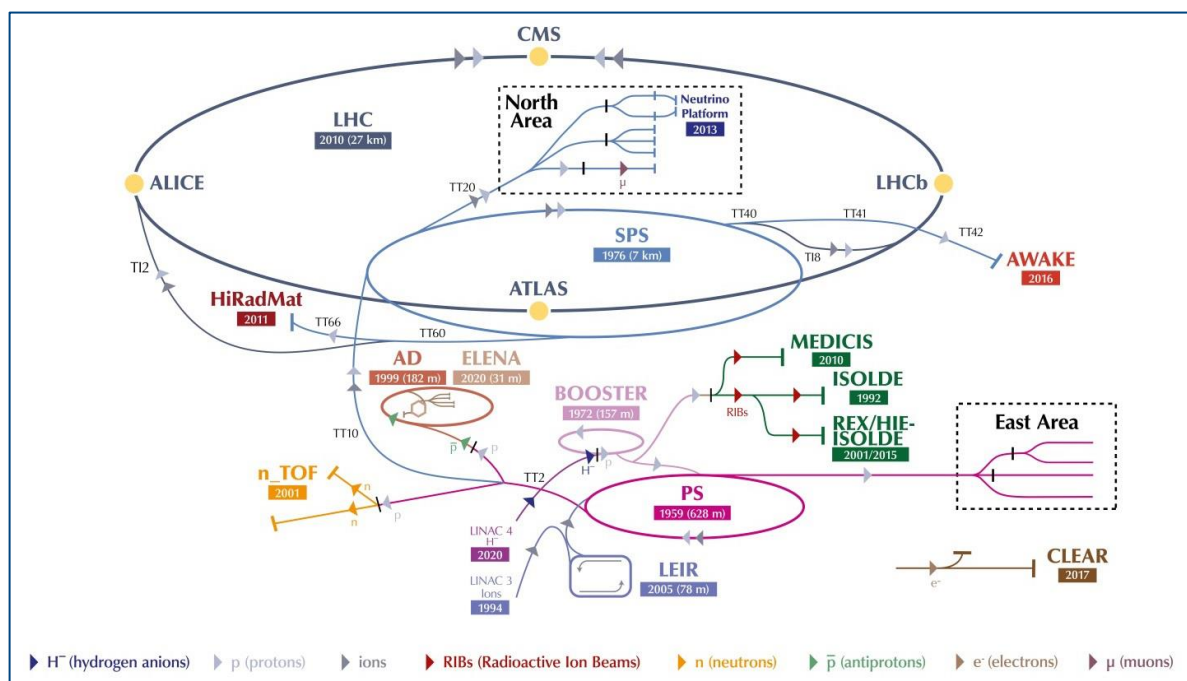 CMS
North
Area
Neutrino
Platform
2013
LHC
2010 (27 km)
μ
ALICE
LHCb
TT20
TT40
TT41
TT42
SPS
1976 (7 km)
TI8
AWAKE
2016
TI2
ATLAS
HiRadMat
2011
TT66
TT60
MEDICIS
2010
AD
1999 (182 m)
ELENA
2020 (31 m)
ISOLDE
1992
BOOSTER
1972 (157 m)
RIBs
REX/HIE-
ISOLDE
2001/2015
East Area
TT10
p̅
p
H⁻
p
n_TOF
2001
n
n
p
TT2
PS
1959 (628 m)
LINAC 4
H⁻
2020
LINAC 3
Ions
1994
LEIR
2005 (78 m)
CLEAR
2017
e⁻
H⁻ (hydrogen anions)
p (protons)
ions
RIBs (Radioactive Ion Beams)
n (neutrons)
p̅ (antiprotons)
e⁻ (electrons)
μ (muons)